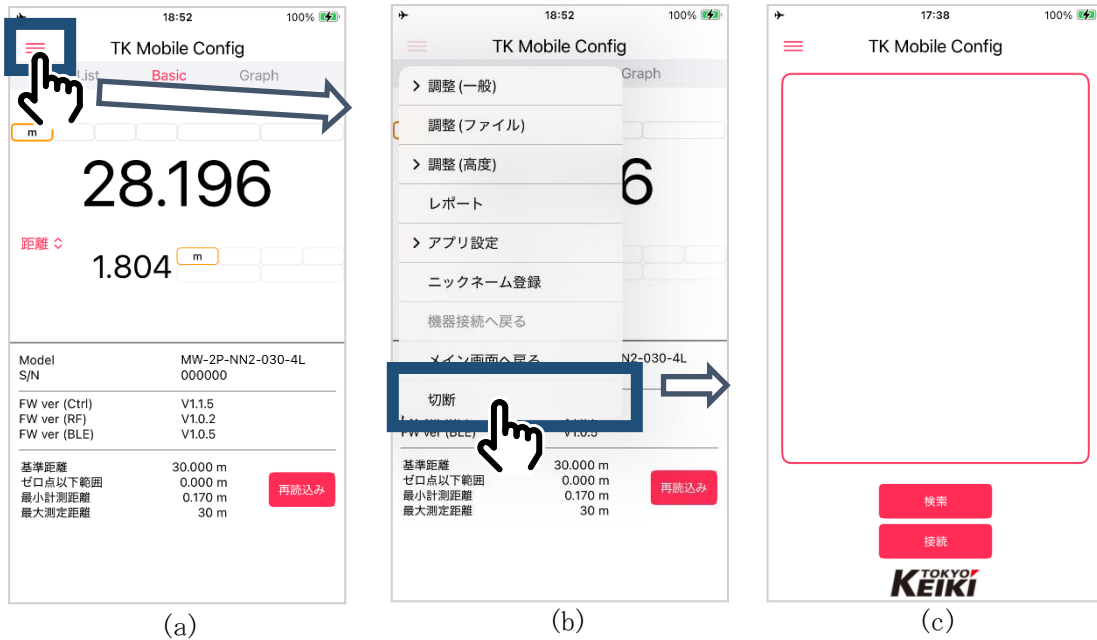 18:52
100%
TK Mobile Config
List
Basic
Graph
m
28.196
距離
1.804
m
Model MW-2P-NN2-030-4L
S/N 000000
FW ver (Ctrl) V1.1.5
FW ver (RF) V1.0.2
FW ver (BLE) V1.0.5
基準距離 30.000 m
ゼロ点以下範囲 0.000 m
最小計測距離 0.170 m
最大測定距離 30 m
再読込み
(a)
18:52
100%
TK Mobile Config
Graph
調整(一般)
調整(ファイル)
調整(高度)
レポート
アプリ設定
ニックネーム登録
機器接続へ戻る
メイン画面へ戻る
切断
6
N2-030-4L
FW ver (BLE) V1.0.5
基準距離 30.000 m
ゼロ点以下範囲 0.000 m
最小計測距離 0.170 m
最大測定距離 30 m
再読込み
(b)
17:38
100%
TK Mobile Config
検索
接続
TOKYO
KEIKI
(c)